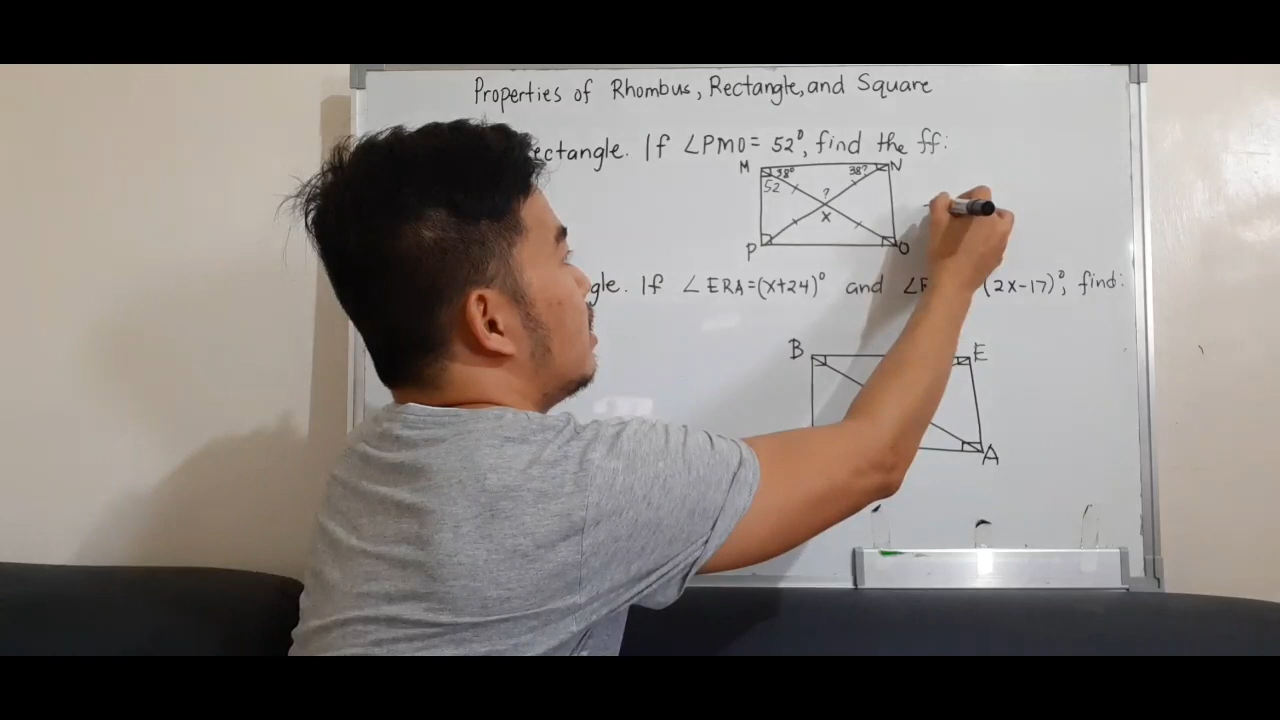 Properties of Rhombus, Rectangle, and Square
ectangle. If ∠PMO = 52°, find the ff:
M 38° 38? N
52 ?
X
P O
gle. If ∠ERA=(x+24)° and ∠ (2x-17)°, find:
B E
A